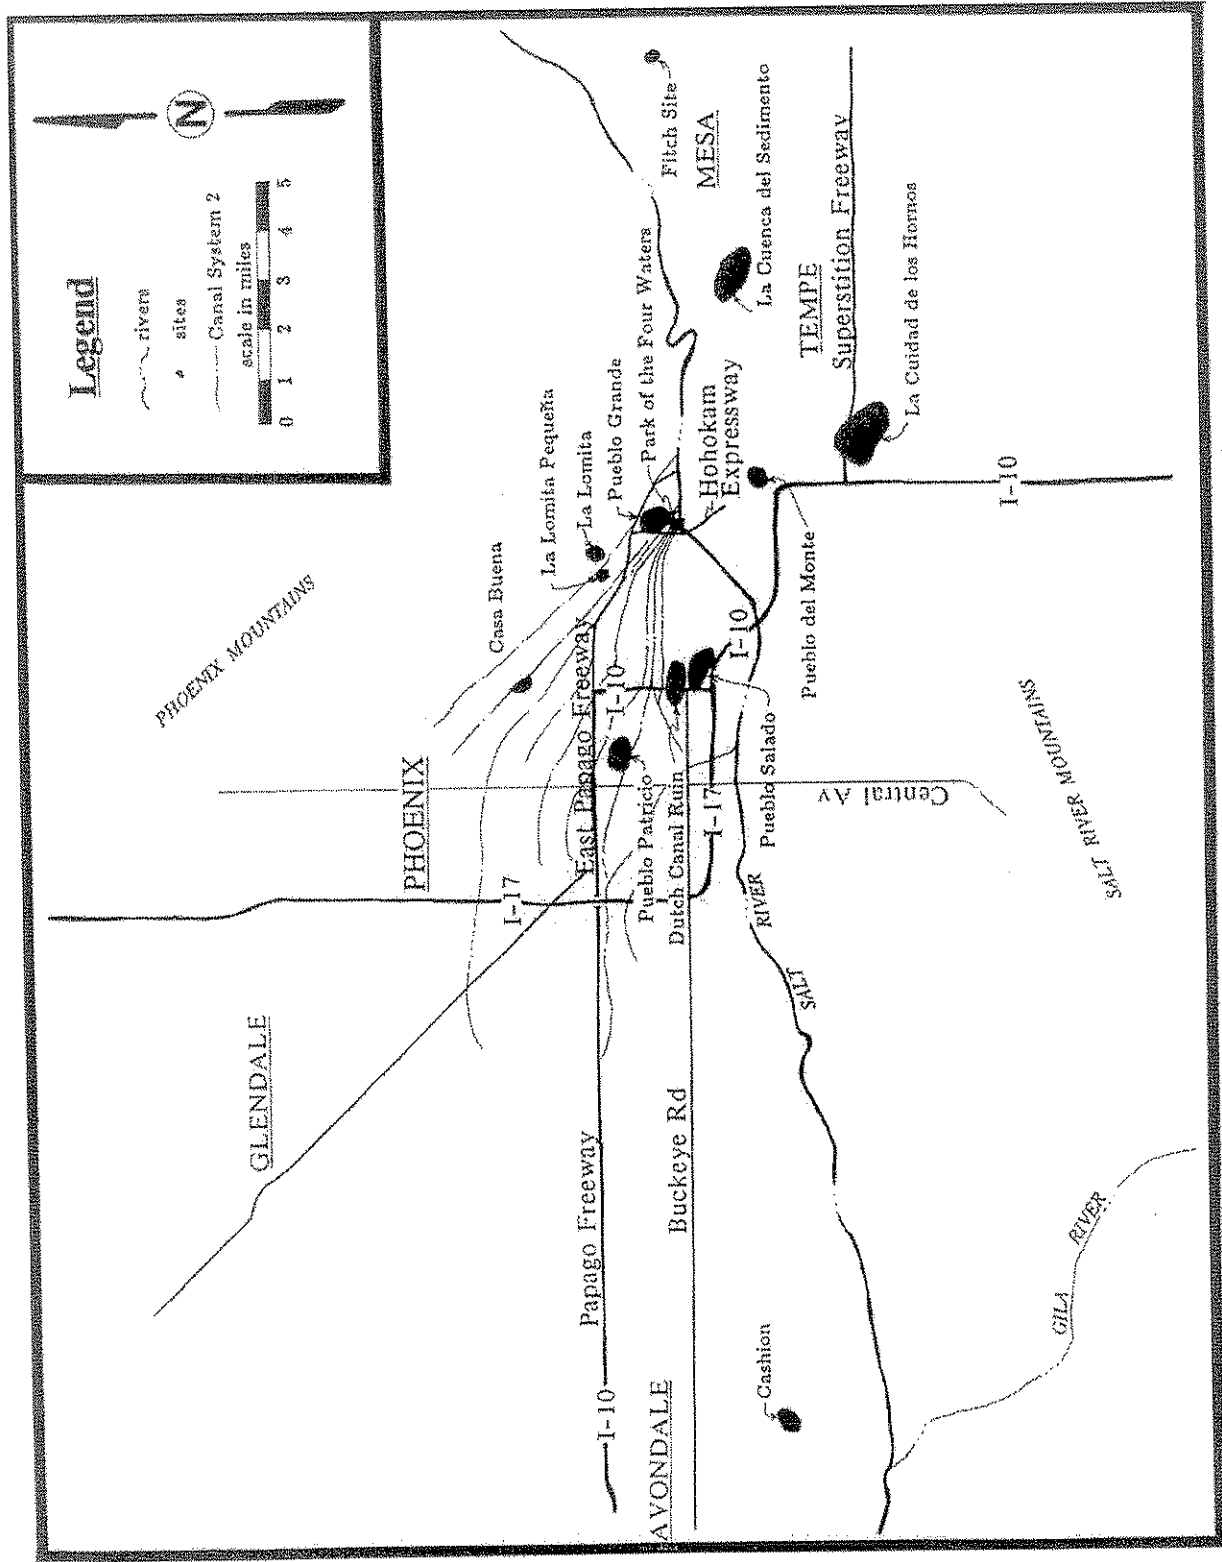 Legend
rivers
sites
Canal System 2
scale in miles
0 1 2 3 4 5
N
PHOENIX MOUNTAINS
PHOENIX
GLENDALE
Casa Buena
La Lomita Pequeña
La Lomita
Pueblo Grande
Park of the Four Waters
Fitch Site
MESA
La Cuenca del Sedimento
TEMPE
Superstition Freeway
La Cuidad de los Hornos
Hohokam
Expressway
I-17
East Papago Freeway
I-10
I-10
I-10
Pueblo del Monte
Pueblo Patricio
Dutch Canal Ruin
I-17
Pueblo Salado
Central Av
SALT RIVER MOUNTAINS
SALT RIVER
Papago Freeway
Buckeye Rd
I-10
AVONDALE
Cashion
GILA RIVER